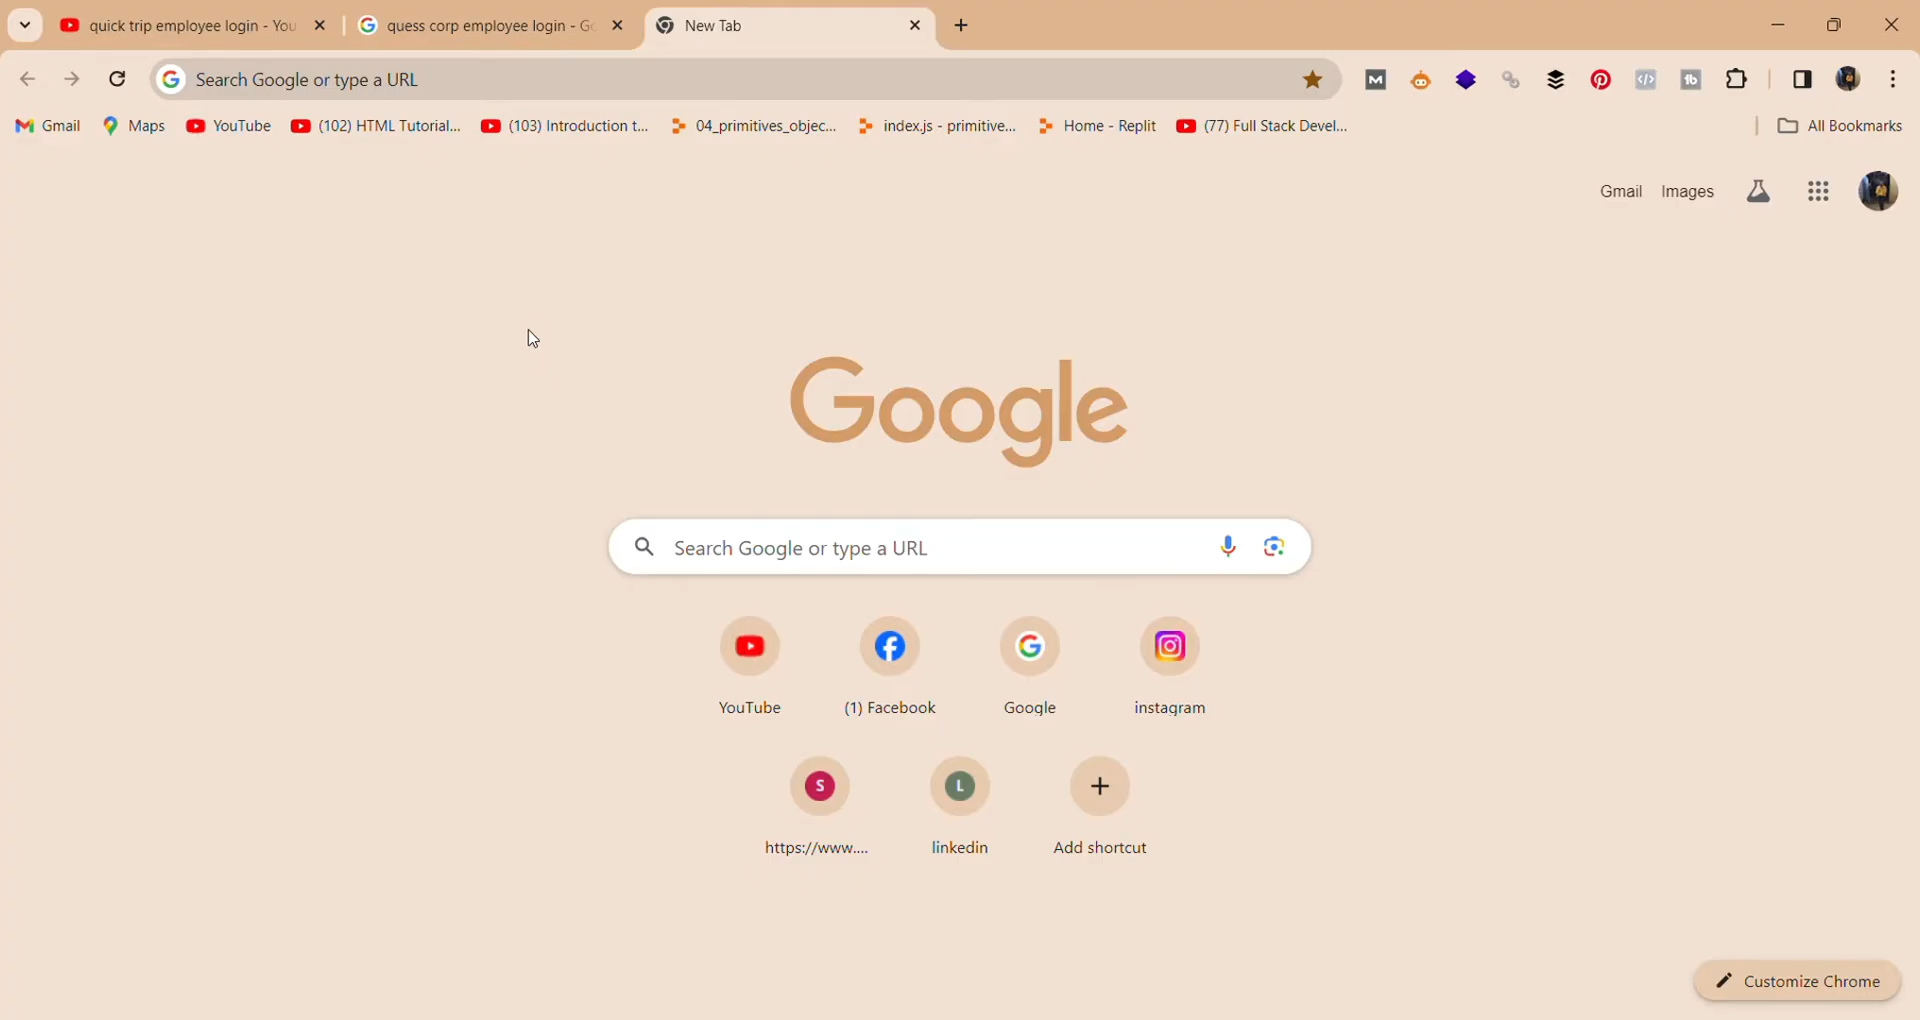 quick trip employee login - You
quess corp employee login - Go
New Tab
Search Google or type a URL
Gmail Maps YouTube (102) HTML Tutorial... (103) Introduction t... 04_primitives_objec... index.js - primitive... Home - Replit (77) Full Stack Devel... All Bookmarks
Gmail Images
Google
Search Google or type a URL
YouTube (1) Facebook Google instagram
S L
https://www.... linkedin Add shortcut
Customize Chrome